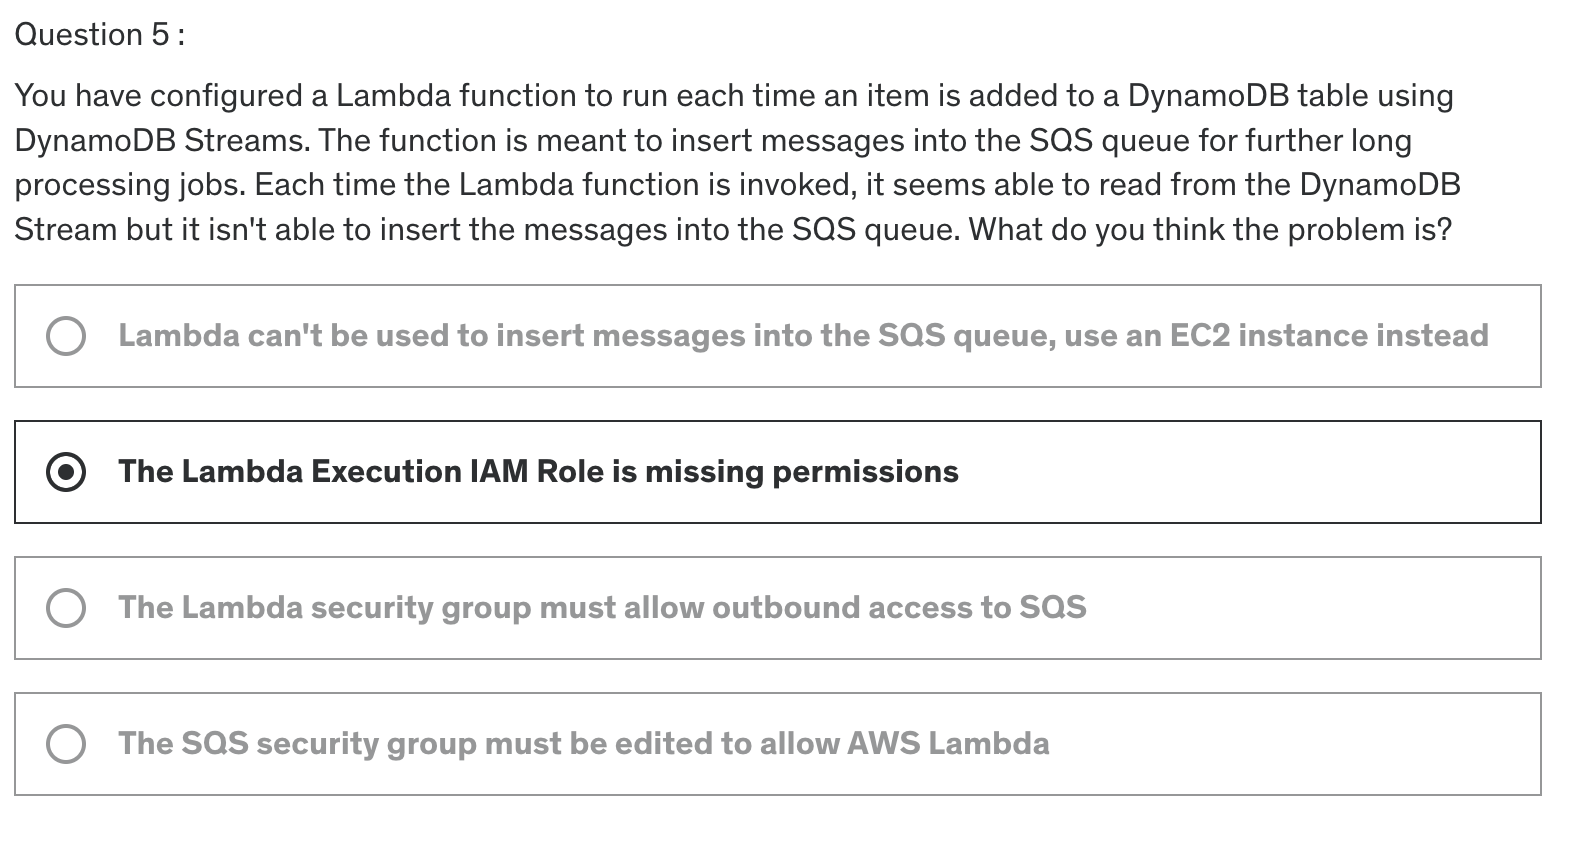 Question 5 :
You have configured a Lambda function to run each time an item is added to a DynamoDB table using
DynamoDB Streams. The function is meant to insert messages into the SQS queue for further long
processing jobs. Each time the Lambda function is invoked, it seems able to read from the DynamoDB
Stream but it isn't able to insert the messages into the SQS queue. What do you think the problem is?
Lambda can't be used to insert messages into the SQS queue, use an EC2 instance instead
The Lambda Execution IAM Role is missing permissions
The Lambda security group must allow outbound access to SQS
The SQS security group must be edited to allow AWS Lambda